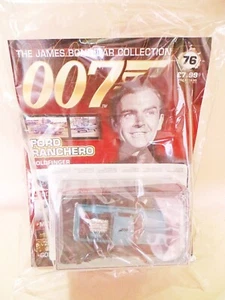 THE JAMES BOND CAR COLLECTION
76
£7.99
007
FORD
RANCHERO
GOLDFINGER